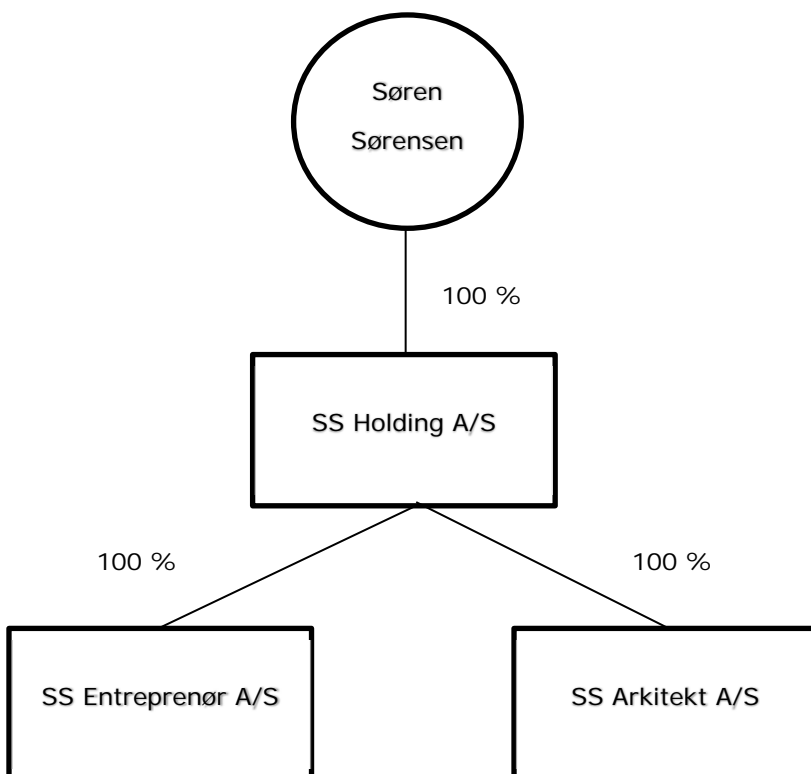 Søren
Sørensen
100 %
SS Holding A/S
100 %
100 %
SS Entreprenør A/S
SS Arkitekt A/S